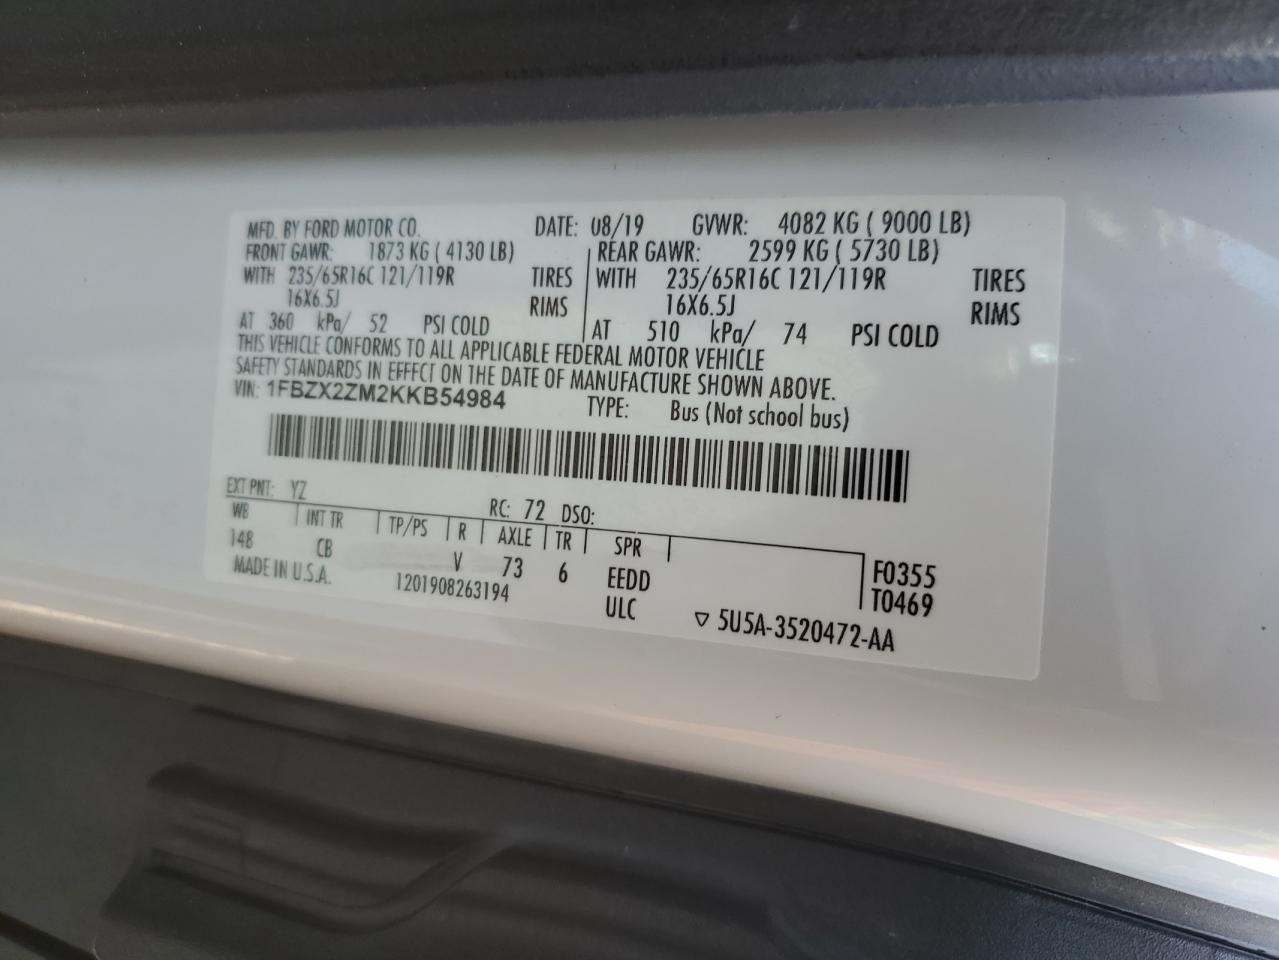 MFD. BY FORD MOTOR CO. DATE: 08/19 GVWR: 4082 KG ( 9000 LB)
FRONT GAWR: 1873 KG ( 4130 LB) REAR GAWR: 2599 KG ( 5730 LB)
WITH 235/65R16C 121/119R TIRES WITH 235/65R16C 121/119R TIRES
16X6.5J RIMS 16X6.5J RIMS
AT 360 kPa/ 52 PSI COLD AT 510 kPa/ 74 PSI COLD
THIS VEHICLE CONFORMS TO ALL APPLICABLE FEDERAL MOTOR VEHICLE
SAFETY STANDARDS IN EFFECT ON THE DATE OF MANUFACTURE SHOWN ABOVE.
VIN: 1FBZX2ZM2KKB54984 TYPE: Bus (Not school bus)
EXT PNT: YZ RC: 72 DSO:
WB INT TR TP/PS R AXLE TR SPR
148 CB V 73 6 EEDD F0355
MADE IN U.S.A. 1201908263194 ULC T0469
▽ 5U5A-3520472-AA